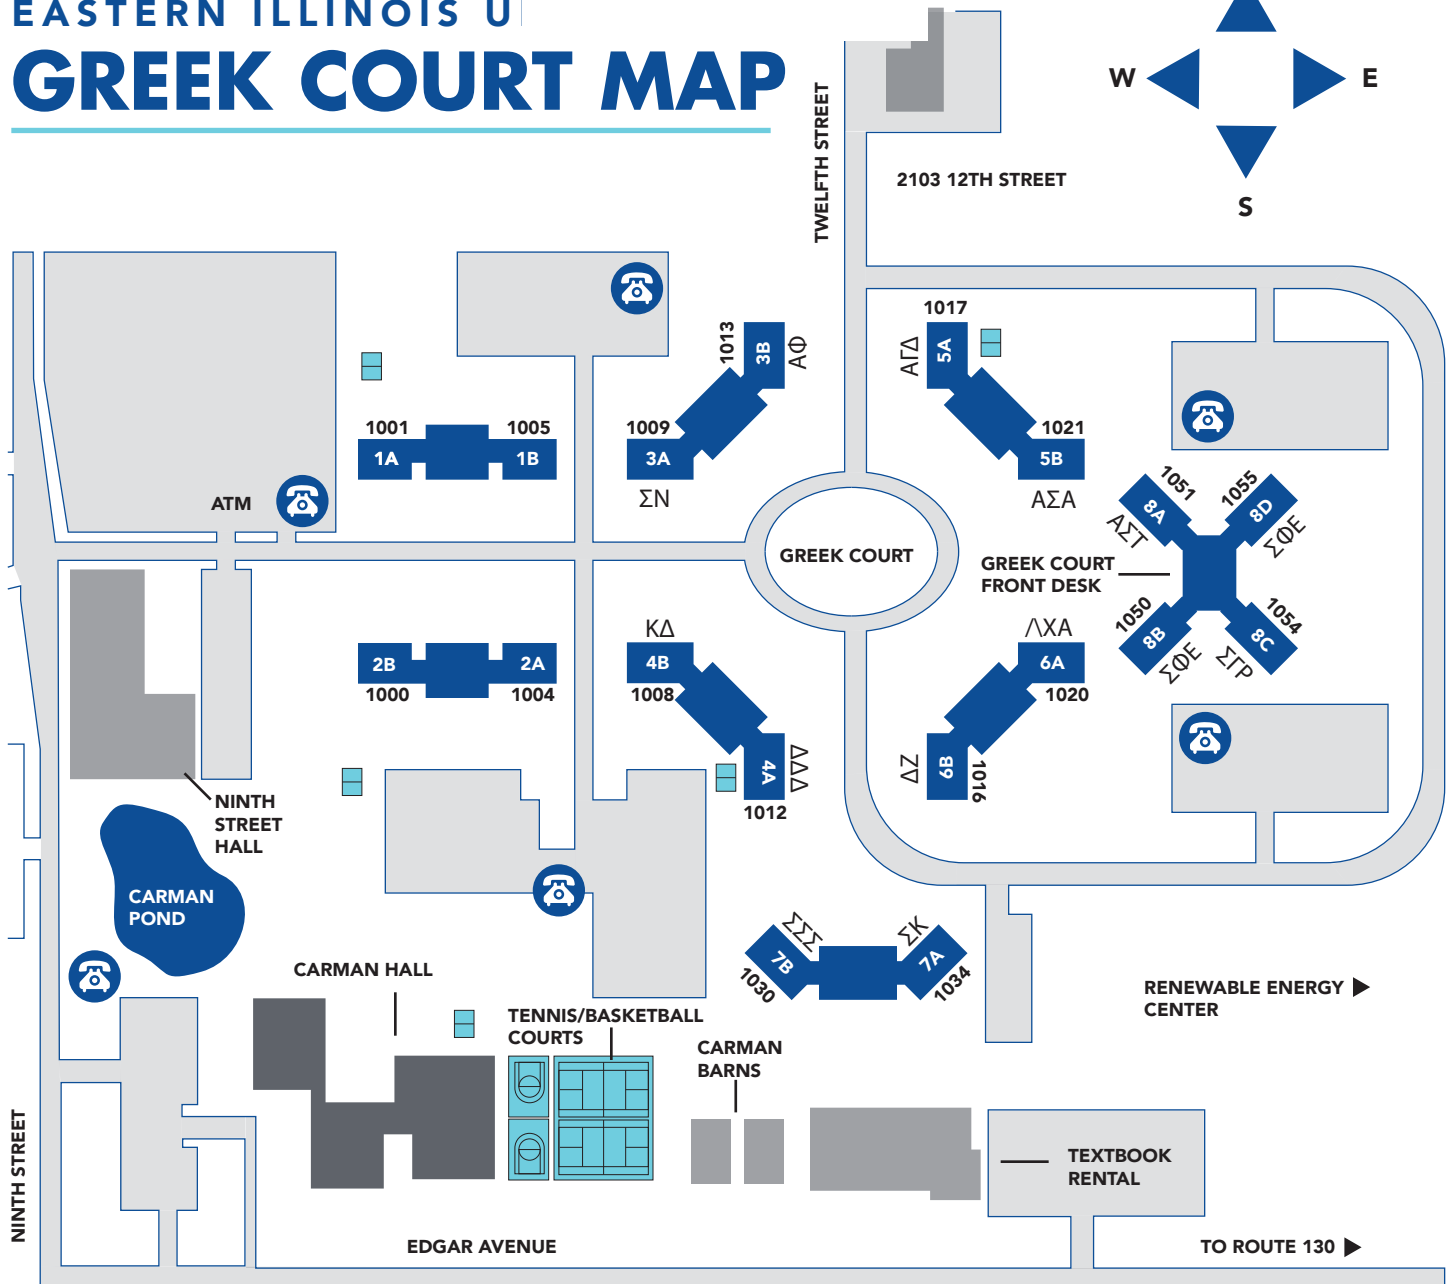 EASTERN ILLINOIS U
GREEK COURT MAP
W
E
S
TWELFTH STREET
2103 12TH STREET
1017
5A
ΑΓΔ
1013
3B
ΑΦ
1001
1005
1A
1B
1009
3A
ΣΝ
1021
5B
ΑΣΑ
ATM
1051
8A
ΑΣΤ
1055
8D
ΣΦΕ
GREEK COURT
GREEK COURT
FRONT DESK
1050
8B
ΣΦΕ
1054
8C
ΣΓΡ
ΚΔ
4B
1008
ΛΧΑ
6A
1020
2B
2A
1000
1004
4A
ΔΔΔ
1012
ΔΖ
6B
1016
NINTH
STREET
HALL
CARMAN
POND
ΣΣΣ
7B
1030
ΣΚ
7A
1034
CARMAN HALL
RENEWABLE ENERGY
CENTER
TENNIS/BASKETBALL
COURTS
CARMAN
BARNS
TEXTBOOK
RENTAL
NINTH STREET
EDGAR AVENUE
TO ROUTE 130